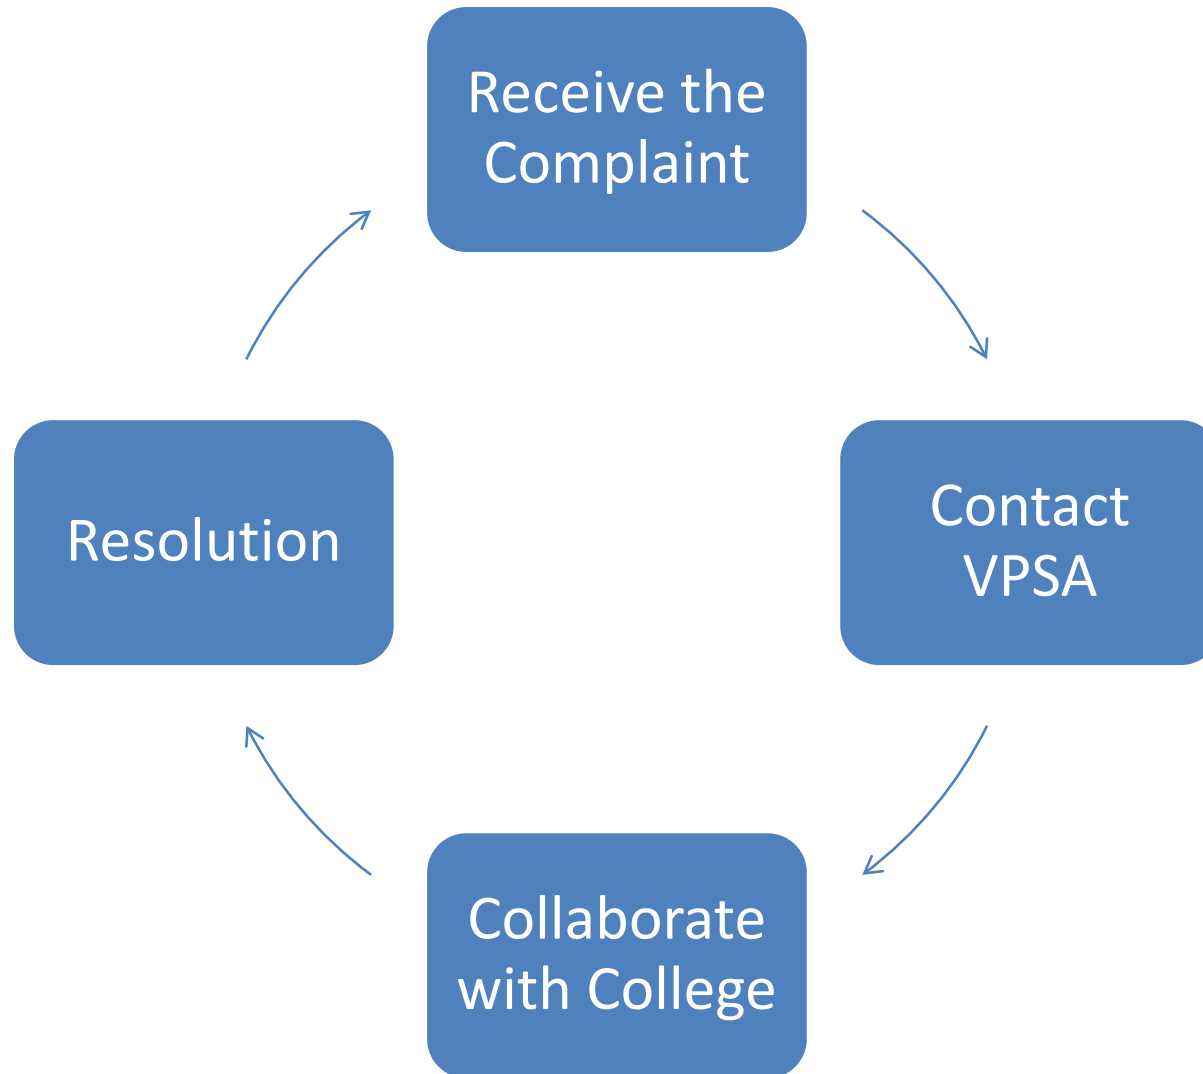 Receive the
Complaint
Contact
VPSA
Collaborate
with College
Resolution